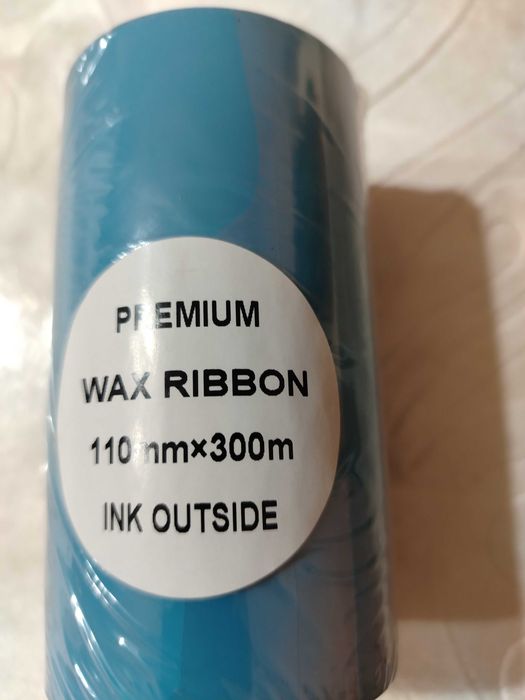 PREMIUM
WAX RIBBON
110mm×300m
INK OUTSIDE